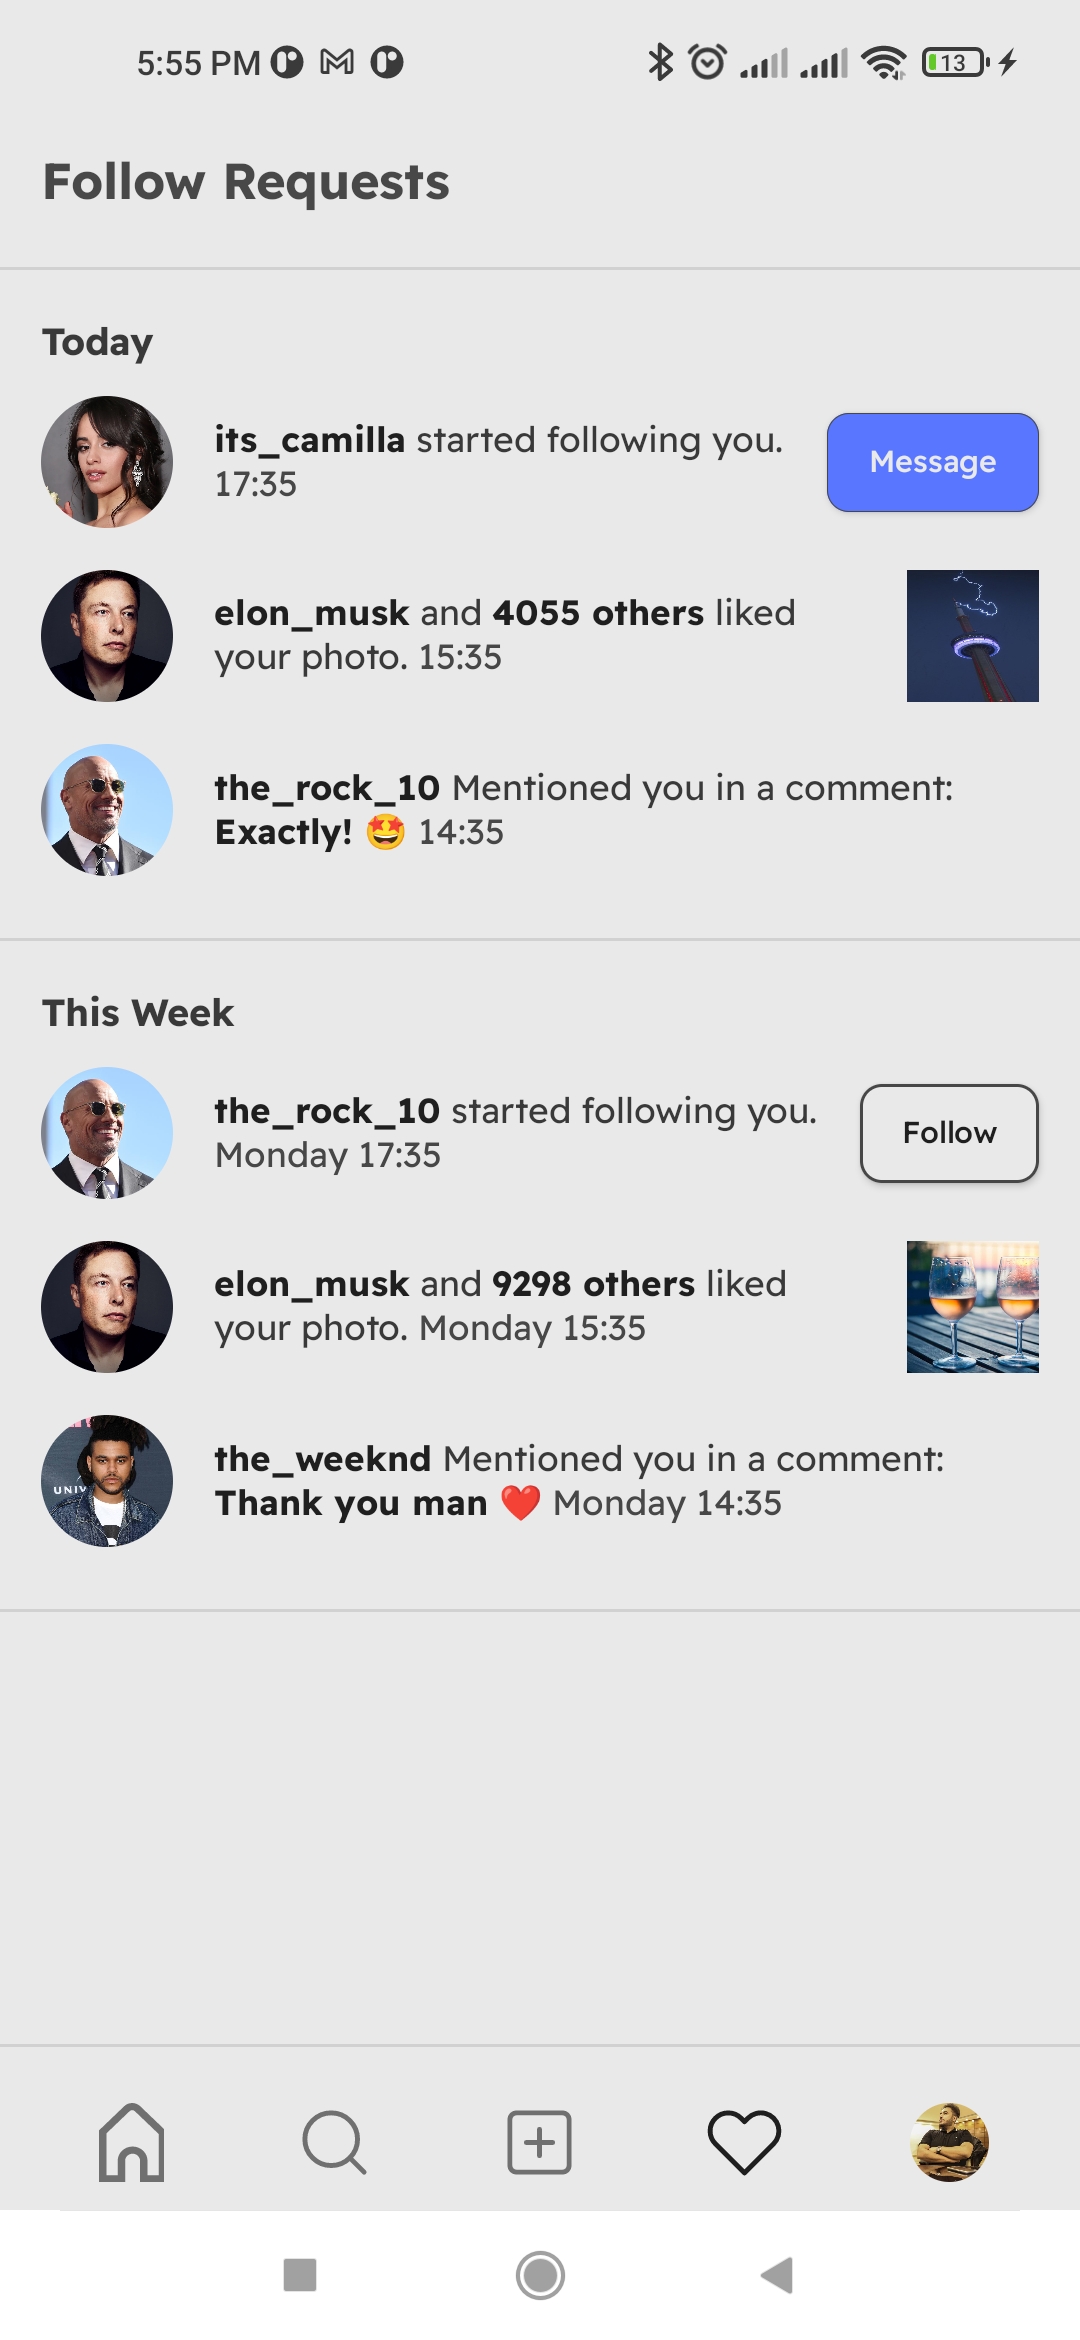 5:55 PM
13
Follow Requests
Today
its_camilla started following you.
17:35
Message
elon_musk and 4055 others liked
your photo. 15:35
the_rock_10 Mentioned you in a comment:
Exactly! 🤩 14:35
This Week
the_rock_10 started following you.
Monday 17:35
Follow
elon_musk and 9298 others liked
your photo. Monday 15:35
UNIV
the_weeknd Mentioned you in a comment:
Thank you man ❤️ Monday 14:35